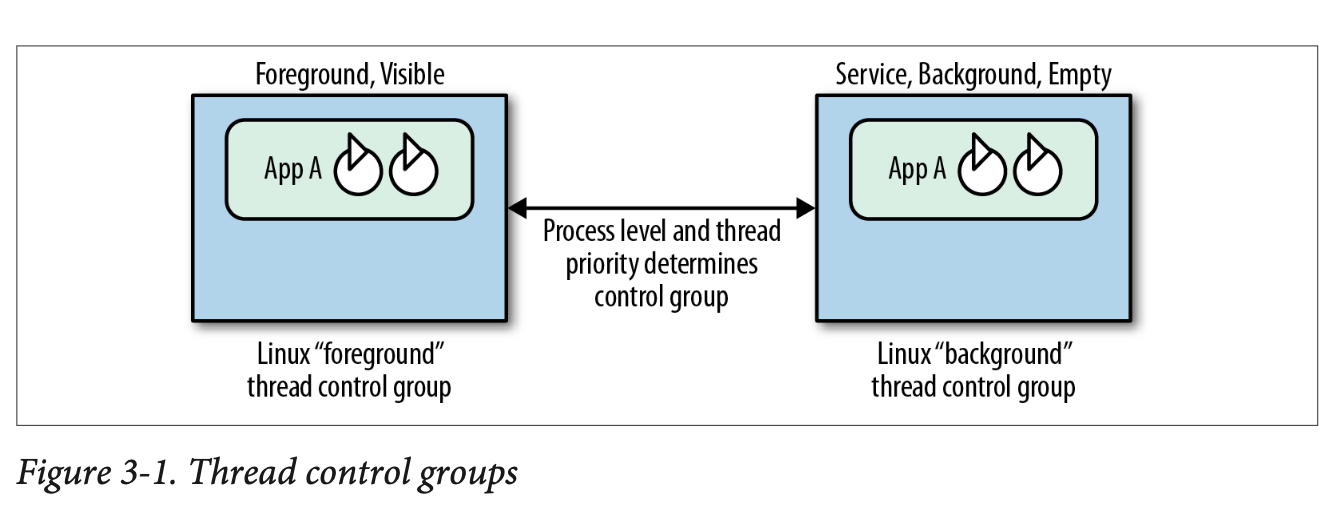 Foreground, Visible
Service, Background, Empty
App A
App A
Process level and thread
priority determines
control group
Linux “foreground”
thread control group
Linux “background”
thread control group
Figure 3-1. Thread control groups